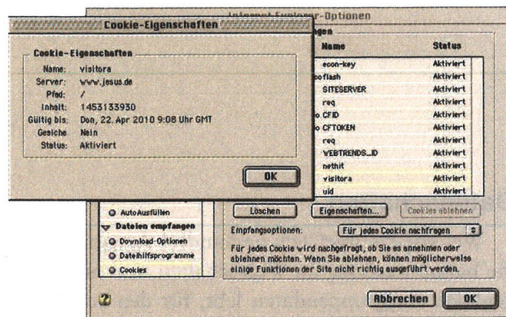 Internet Explorer-Optionen
Cookie-Eigenschaften
Cookie-Eigenschaften
Name: visitora
Server: www.jesus.de
Pfad: /
Inhalt: 1453133930
Gültig bis: Don, 22. Apr 2010 9:08 Uhr GMT
Gesiche Nein
Status: Aktiviert
OK
ngen
Name Status
econ-key Aktiviert
ooflash Aktiviert
SITESERVER Aktiviert
req Aktiviert
o CFID Aktiviert
o CFTOKEN Aktiviert
req Aktiviert
WEBTRENDS_ID Aktiviert
nethit Aktiviert
visitora Aktiviert
uid Aktiviert
Löschen Eigenschaften... Cookies ablehnen
AutoAusfüllen
Dateien empfangen
Download-Optionen
Dateihilfsprogramme
Cookies
Empfangsoptionen: Für jedes Cookie nachfragen
Für jedes Cookie wird nachgefragt, ob Sie es annehmen oder
ablehnen möchten. Wenn Sie ablehnen, können möglicherweise
einige Funktionen der Site nicht richtig ausgeführt werden.
Abbrechen OK